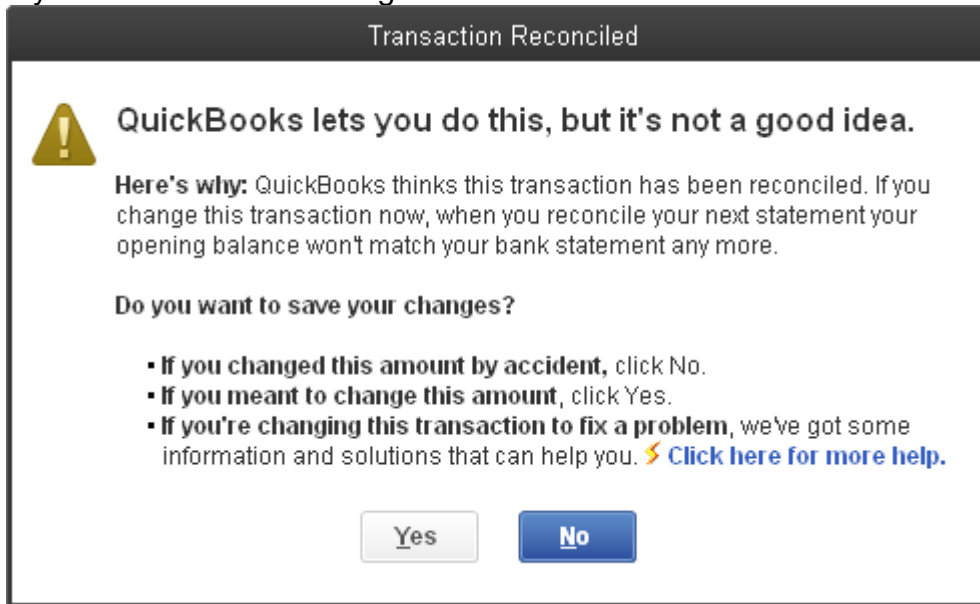 Transaction Reconciled
QuickBooks lets you do this, but it's not a good idea.
Here's why: QuickBooks thinks this transaction has been reconciled. If you
change this transaction now, when you reconcile your next statement your
opening balance won't match your bank statement any more.
Do you want to save your changes?
▪ If you changed this amount by accident, click No.
▪ If you meant to change this amount, click Yes.
▪ If you're changing this transaction to fix a problem, we've got some
information and solutions that can help you. Click here for more help.
Yes No